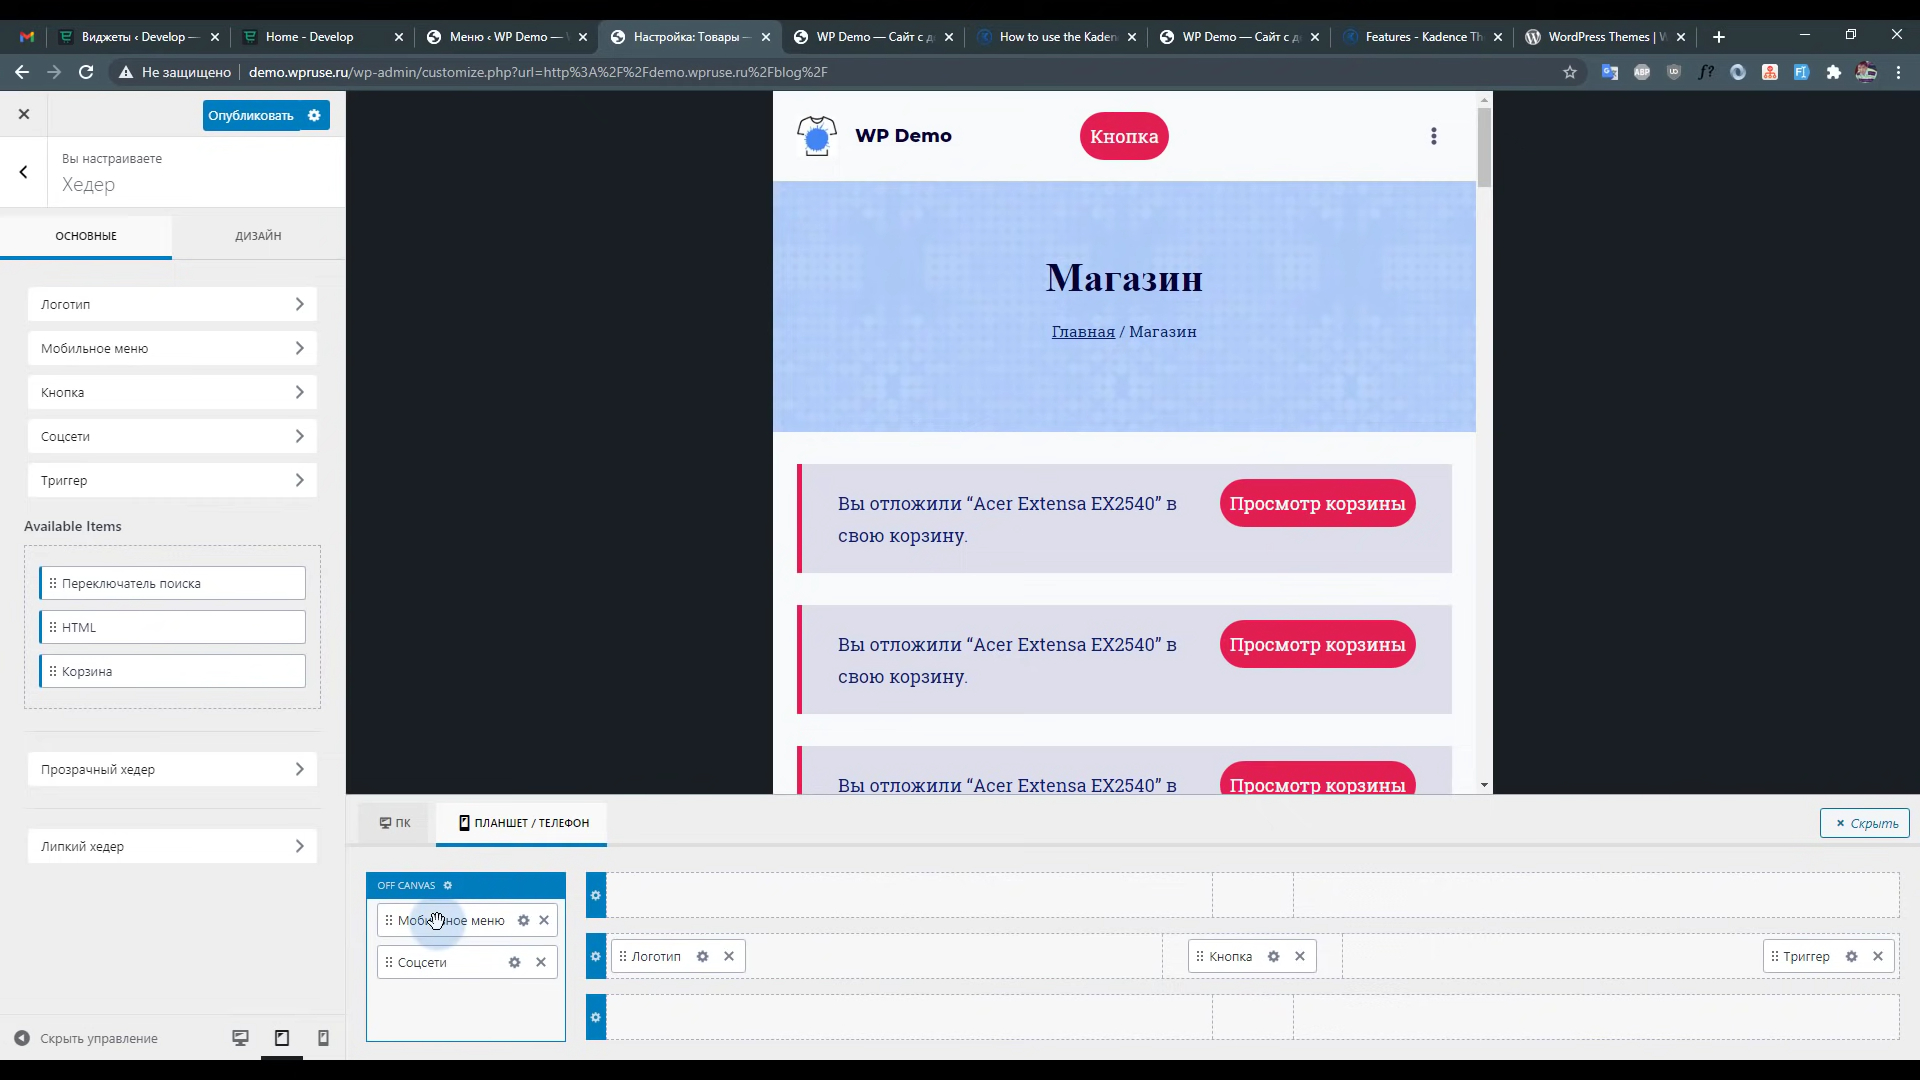 Виджеты ‹ Develop —
Home - Develop
Меню ‹ WP Demo —
Настройка: Товары —
WP Demo — Сайт с д
How to use the Kaden
WP Demo — Сайт с д
Features - Kadence Th
WordPress Themes | W
Не защищено
demo.wpruse.ru/wp-admin/customize.php?url=http%3A%2F%2Fdemo.wpruse.ru%2Fblog%2F
Опубликовать
Вы настраиваете
Хедер
ОСНОВНЫЕ
ДИЗАЙН
Логотип
Мобильное меню
Кнопка
Соцсети
Триггер
Available Items
Переключатель поиска
HTML
Корзина
Прозрачный хедер
Липкий хедер
Скрыть управление
WP Demo
Кнопка
Магазин
Главная / Магазин
Вы отложили “Acer Extensa EX2540” в
свою корзину.
Просмотр корзины
Вы отложили “Acer Extensa EX2540” в
свою корзину.
Просмотр корзины
Вы отложили “Acer Extensa EX2540” в
Просмотр корзины
ПК
ПЛАНШЕТ / ТЕЛЕФОН
Скрыть
OFF CANVAS
Мобильное меню
Соцсети
Логотип
Кнопка
Триггер